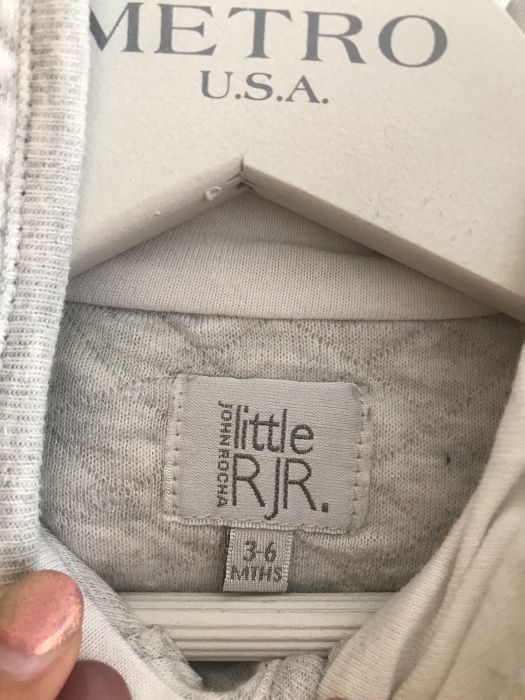 METRO
U.S.A.
JOHN ROCHA
little
RJR.
3-6
MTHS